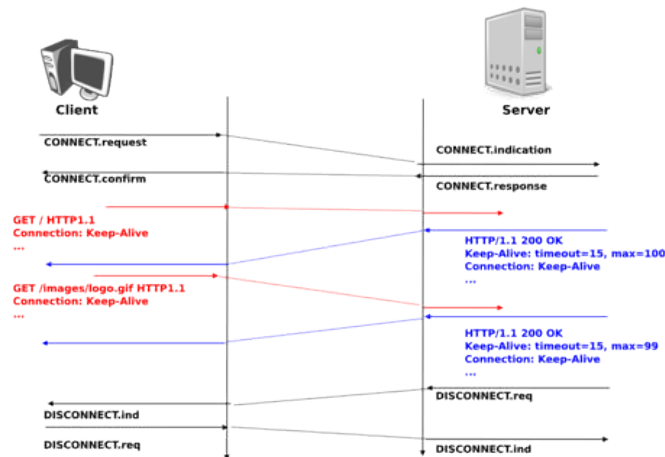 Client
Server
CONNECT.request
CONNECT.indication
CONNECT.confirm
CONNECT.response
GET / HTTP1.1
Connection: Keep-Alive
...
HTTP/1.1 200 OK
Keep-Alive: timeout=15, max=100
Connection: Keep-Alive
...
GET /images/logo.gif HTTP1.1
Connection: Keep-Alive
...
HTTP/1.1 200 OK
Keep-Alive: timeout=15, max=99
Connection: Keep-Alive
...
DISCONNECT.req
DISCONNECT.ind
DISCONNECT.req
DISCONNECT.ind